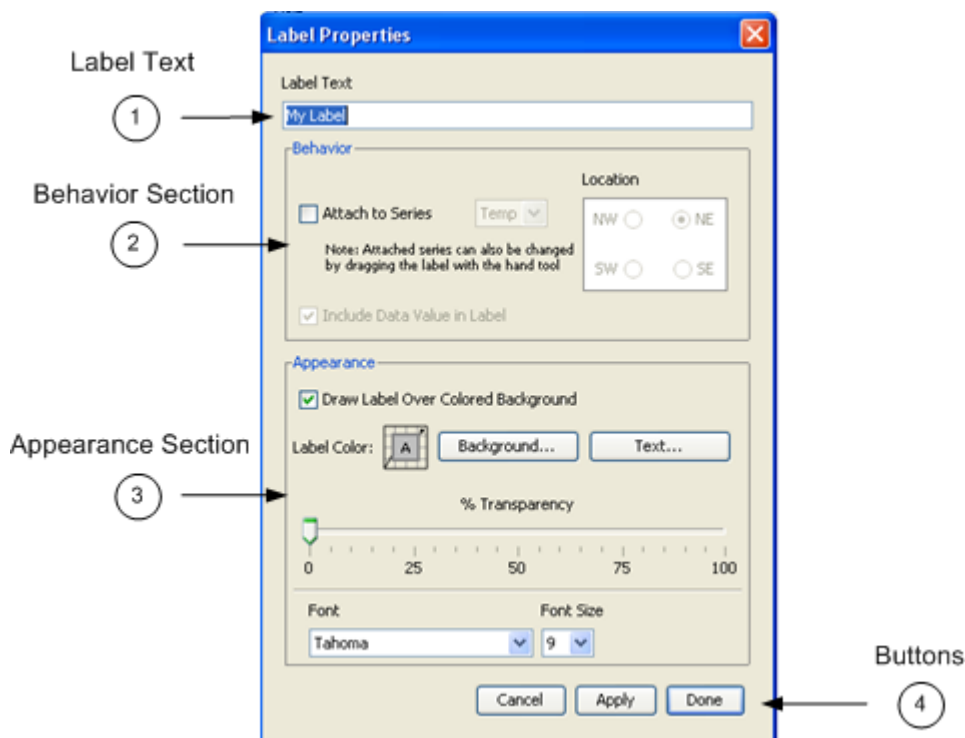 Label Properties
Label Text
1
Label Text
My Label
Behavior
Behavior Section
2
Location
Attach to Series
Temp
NW
NE
Note: Attached series can also be changed
by dragging the label with the hand tool
SW
SE
Include Data Value in Label
Appearance
Draw Label Over Colored Background
Appearance Section
3
Label Color:
A
Background...
Text...
% Transparency
0 25 50 75 100
Font
Font Size
Tahoma
9
Cancel
Apply
Done
Buttons
4